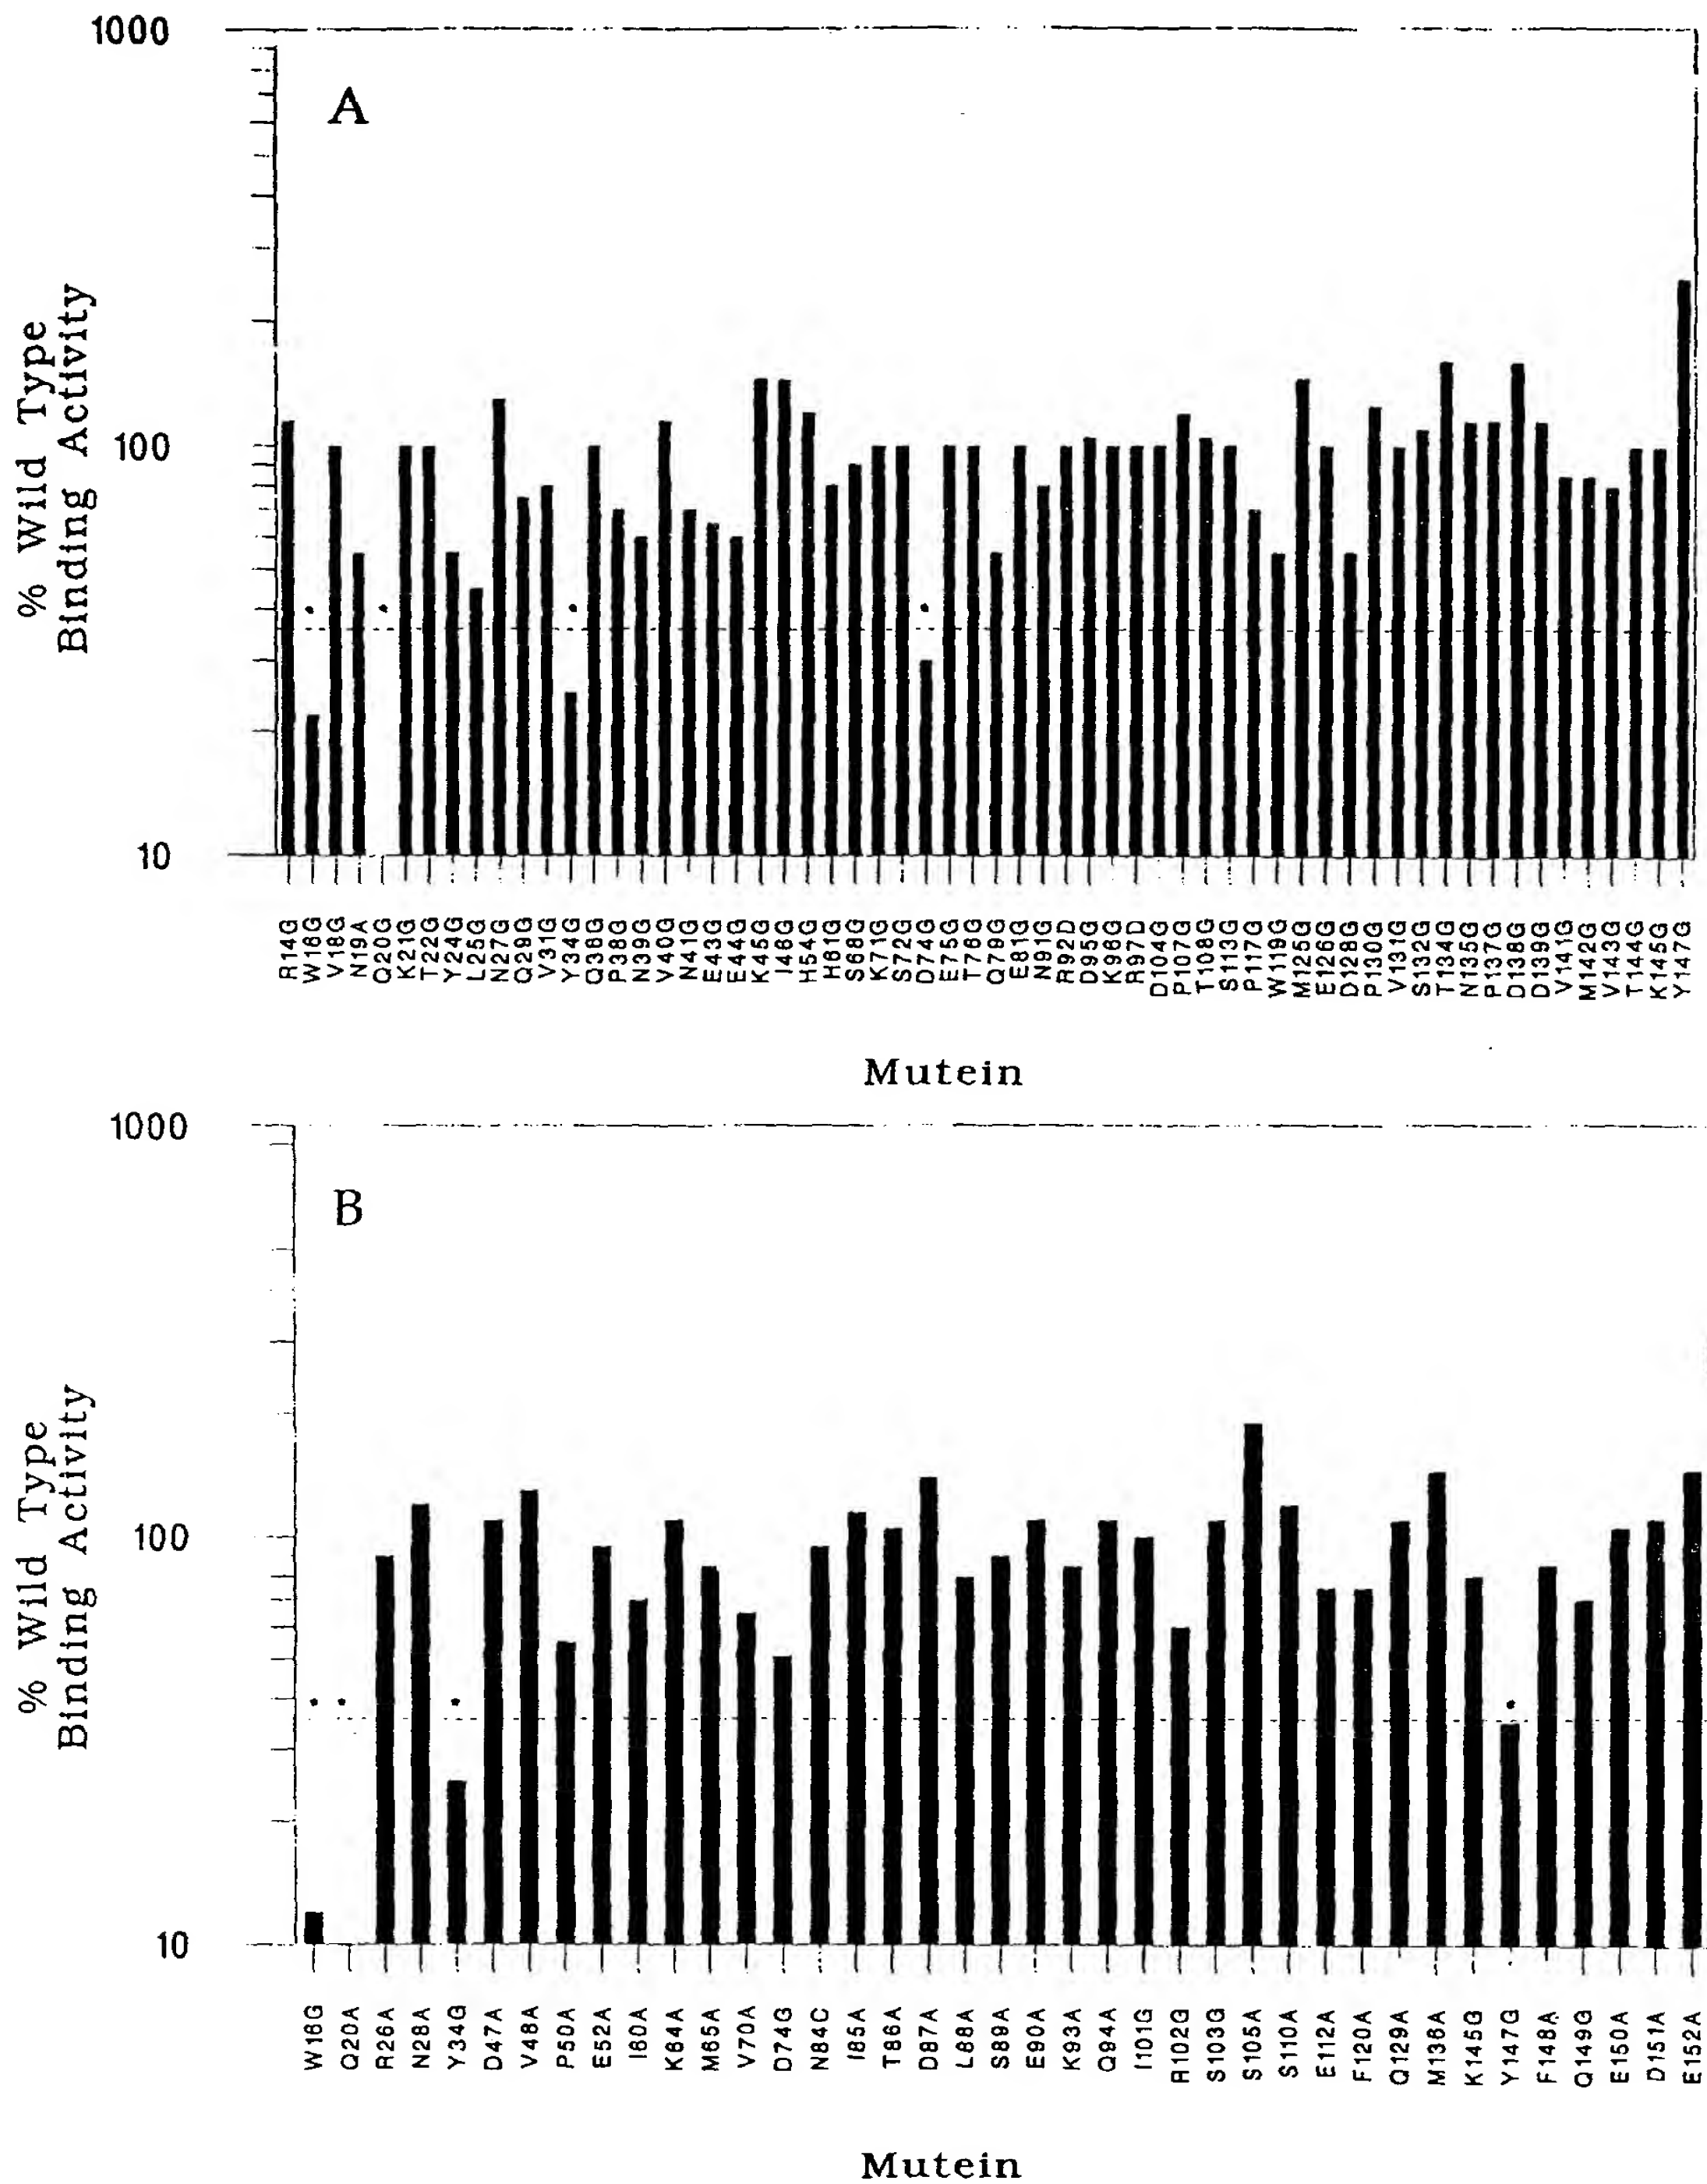 1000
A
% Wild Type
Binding Activity
100
10
R14G
W16G
V18G
N19A
Q20G
K21G
T22G
Y24G
L25G
N27G
Q29G
V31G
Y34G
Q36G
P38G
N39G
V40G
N41G
E43G
E44G
K45G
I46G
H54G
H61G
S68G
K71G
S72G
D74G
E75G
T76G
Q79G
E81G
N91G
R92D
D95G
K96G
R97D
D104G
P107G
T108G
S113G
P117G
W119G
M125G
E126G
D128G
P130G
V131G
S132G
T134G
N135G
P137G
D138G
D139G
V141G
M142G
V143G
T144G
K145G
Y147G
Mutein
1000
B
% Wild Type
Binding Activity
100
10
W16G
Q20A
R26A
N28A
Y34G
D47A
V48A
P50A
E52A
I60A
K64A
M65A
V70A
D74G
N84C
I85A
T86A
D87A
L88A
S89A
E90A
K93A
Q94A
I101G
R102G
S103G
S105A
S110A
E112A
F120A
Q129A
M136A
K145G
Y147G
F148A
Q149G
E150A
D151A
E152A
Mutein